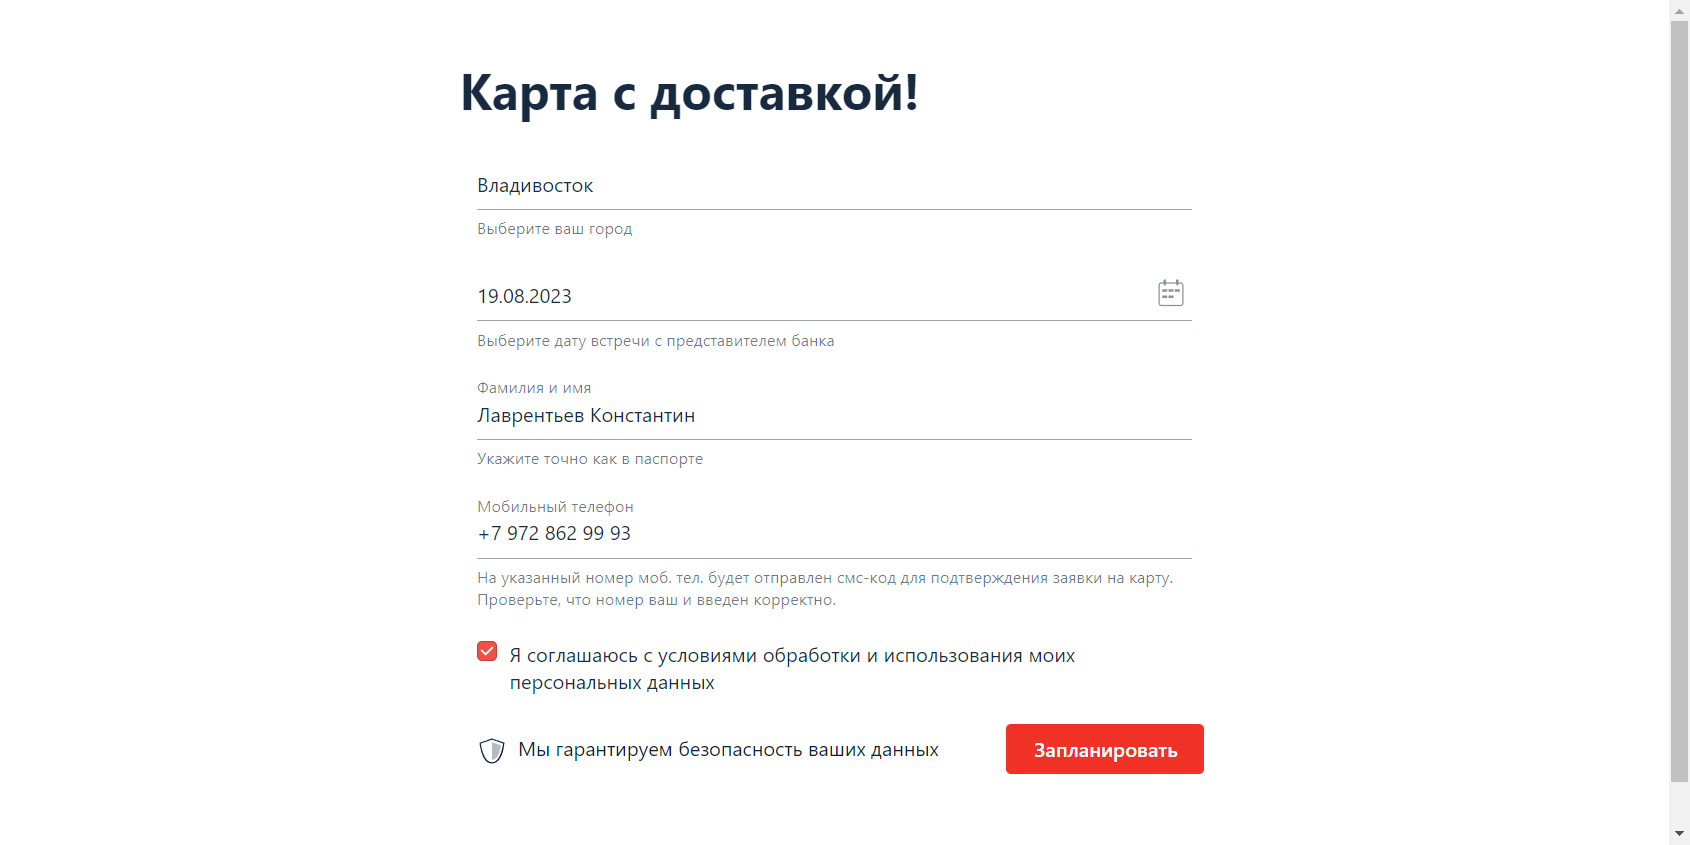 Карта с доставкой!
Владивосток
Выберите ваш город
19.08.2023
Выберите дату встречи с представителем банка
Фамилия и имя
Лаврентьев Константин
Укажите точно как в паспорте
Мобильный телефон
+7 972 862 99 93
На указанный номер моб. тел. будет отправлен смс-код для подтверждения заявки на карту.
Проверьте, что номер ваш и введен корректно.
Я соглашаюсь с условиями обработки и использования моих
персональных данных
Мы гарантируем безопасность ваших данных
Запланировать